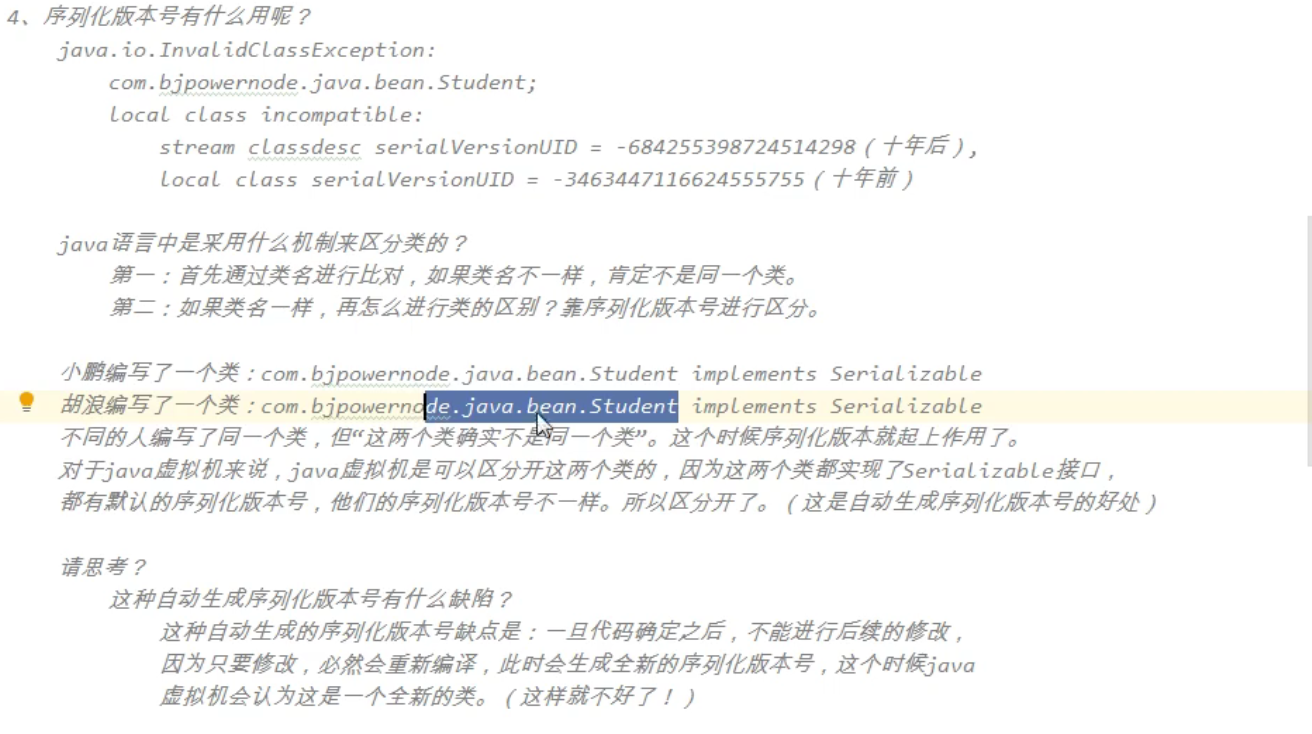 4、序列化版本号有什么用呢？
java.io.InvalidClassException:
com.bjpowernode.java.bean.Student;
local class incompatible:
stream classdesc serialVersionUID = -684255398724514298（十年后）,
local class serialVersionUID = -3463447116624555755（十年前）
java语言中是采用什么机制来区分类的？
第一：首先通过类名进行比对，如果类名不一样，肯定不是同一个类。
第二：如果类名一样，再怎么进行类的区别？靠序列化版本号进行区分。
小鹏编写了一个类：com.bjpowernode.java.bean.Student implements Serializable
胡浪编写了一个类：com.bjpowernode.java.bean.Student implements Serializable
不同的人编写了同一个类，但“这两个类确实不是同一个类”。这个时候序列化版本就起上作用了。
对于java虚拟机来说，java虚拟机是可以区分开这两个类的，因为这两个类都实现了Serializable接口，
都有默认的序列化版本号，他们的序列化版本号不一样。所以区分开了。（这是自动生成序列化版本号的好处）
请思考？
这种自动生成序列化版本号有什么缺陷？
这种自动生成的序列化版本号缺点是：一旦代码确定之后，不能进行后续的修改，
因为只要修改，必然会重新编译，此时会生成全新的序列化版本号，这个时候java
虚拟机会认为这是一个全新的类。（这样就不好了！）